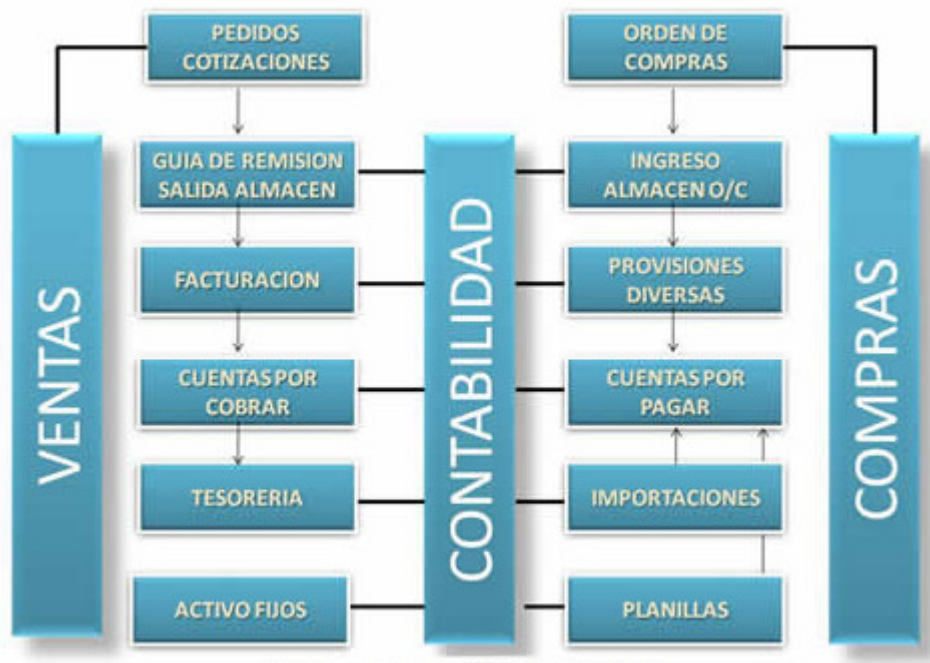 VENTAS
PEDIDOS
COTIZACIONES
GUIA DE REMISION
SALIDA ALMACEN
FACTURACION
CUENTAS POR
COBRAR
TESORERIA
ACTIVO FIJOS
CONTABILIDAD
ORDEN DE
COMPRAS
INGRESO
ALMACEN O/C
PROVISIONES
DIVERSAS
CUENTAS POR
PAGAR
IMPORTACIONES
PLANILLAS
COMPRAS